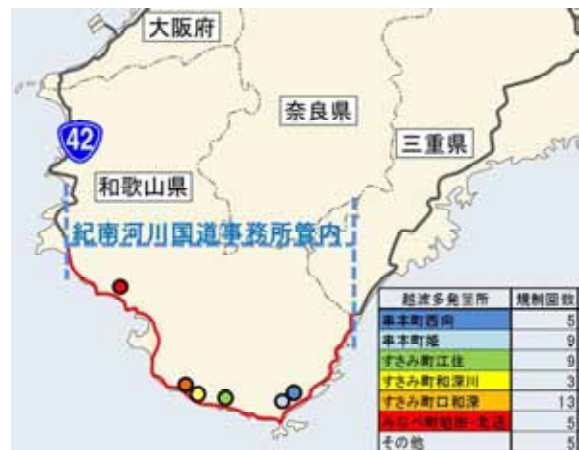 大阪府
奈良県
三重県
42
和歌山県
紀南河川国道事務所管内
越波多発箇所 規制回数
串本町西向 5
串本町姫 9
すさみ町江住 9
すさみ町和深川 3
すさみ町口和深 13
みなべ町堺田・北道 5
その他 5